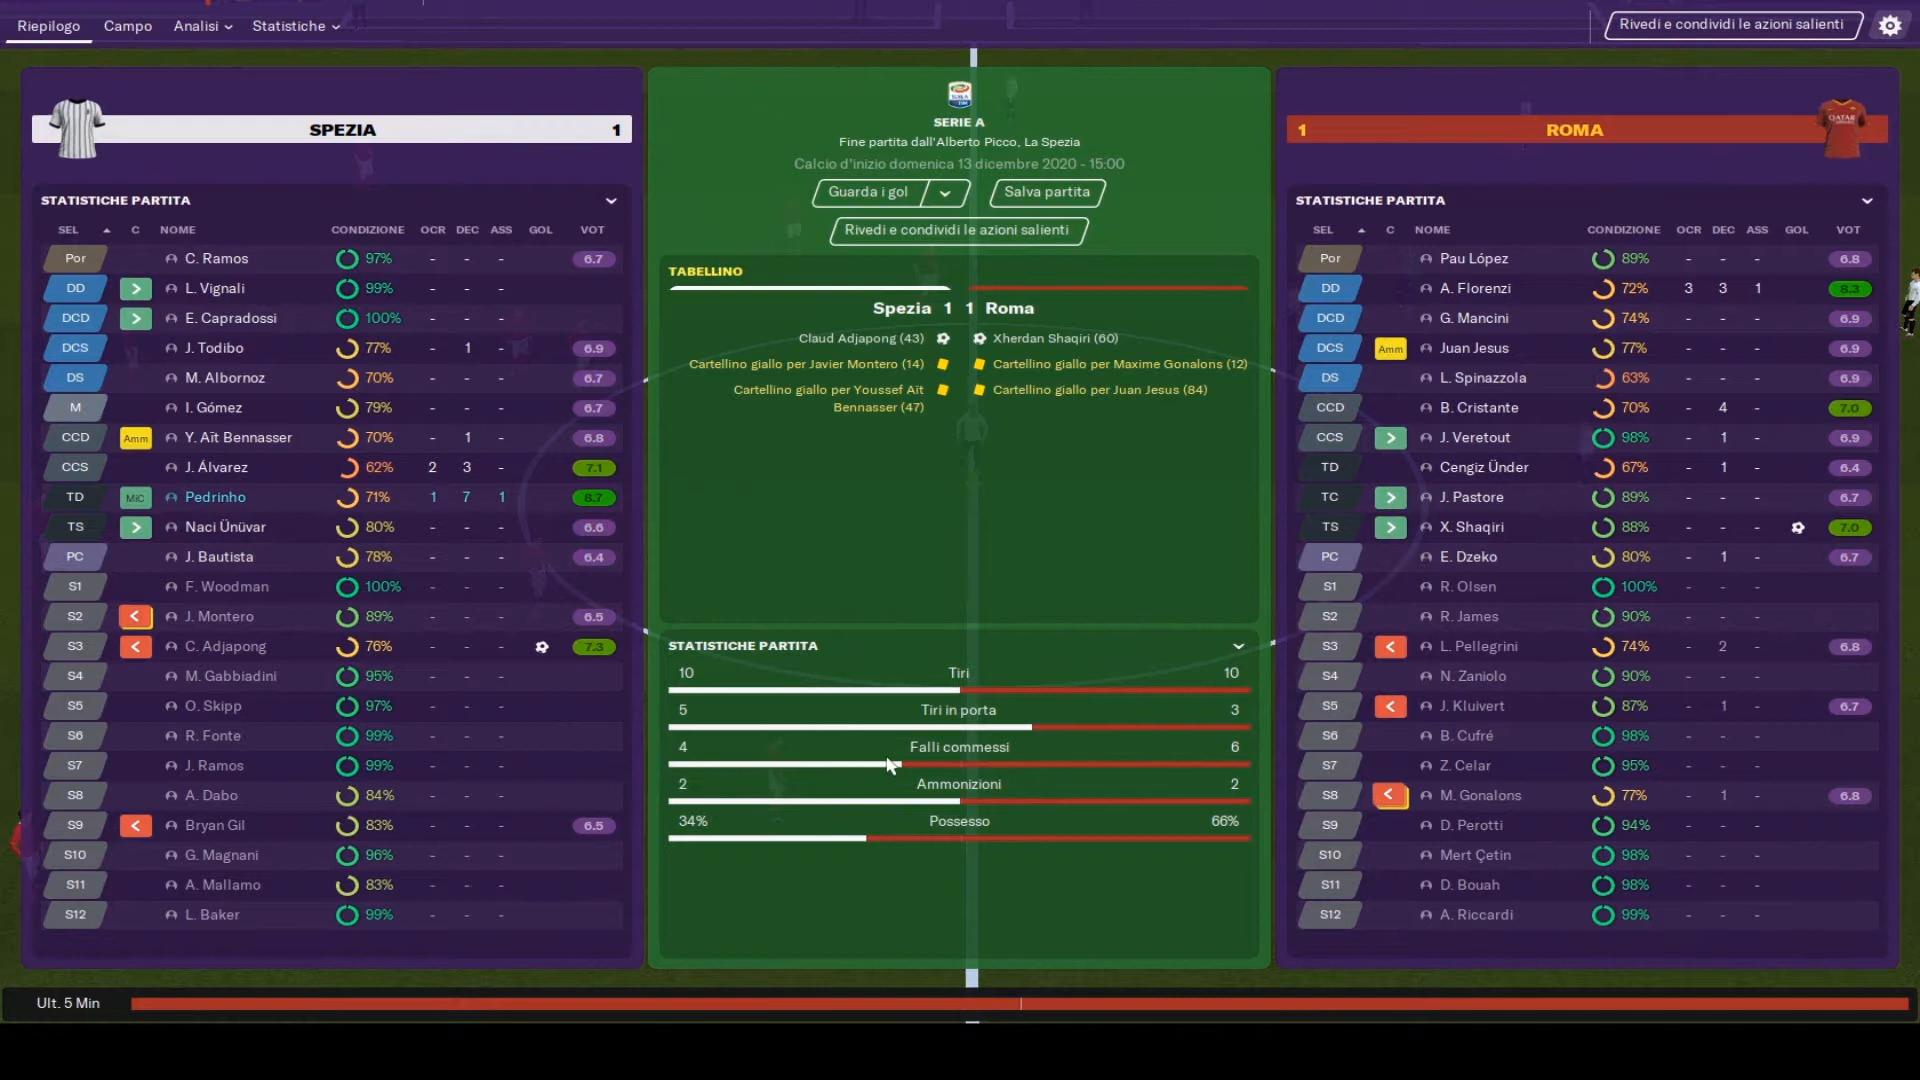 Riepilogo Campo Analisi Statistiche Rivedi e condividi le azioni salienti
SPEZIA 1
STATISTICHE PARTITA
SEL C NOME CONDIZIONE OCR DEC ASS GOL VOT
Por C. Ramos 97% - - - 6.7
DD L. Vignali 99% - - -
DCD E. Capradossi 100% - - -
DCS J. Todibo 77% - 1 - 6.9
DS M. Albornoz 70% - - - 6.7
M I. Gómez 79% - - - 6.7
CCD Amm Y. Aït Bennasser 70% - 1 - 6.8
CCS J. Álvarez 62% 2 3 - 7.1
TD MiC Pedrinho 71% 1 7 1 8.7
TS Naci Ünüvar 80% - - - 6.6
PC J. Bautista 78% - - - 6.4
S1 F. Woodman 100% - - -
S2 J. Montero 89% - - - 6.5
S3 C. Adjapong 76% - - - 7.3
S4 M. Gabbiadini 95% - - -
S5 O. Skipp 97% - - -
S6 R. Fonte 99% - - -
S7 J. Ramos 99% - - -
S8 A. Dabo 84% - - -
S9 Bryan Gil 83% - - - 6.5
S10 G. Magnani 96% - - -
S11 A. Mallamo 83% - - -
S12 L. Baker 99% - - -
SERIE A
Fine partita dall'Alberto Picco, La Spezia
Calcio d'inizio domenica 13 dicembre 2020 - 15:00
Guarda i gol Salva partita
Rivedi e condividi le azioni salienti
TABELLINO
Spezia 1 1 Roma
Claud Adjapong (43) Xherdan Shaqiri (60)
Cartellino giallo per Javier Montero (14) Cartellino giallo per Maxime Gonalons (12)
Cartellino giallo per Youssef Aït Cartellino giallo per Juan Jesus (84)
Bennasser (47)
STATISTICHE PARTITA
10 Tiri 10
5 Tiri in porta 3
4 Falli commessi 6
2 Ammonizioni 2
34% Possesso 66%
1 ROMA
QATAR
STATISTICHE PARTITA
SEL C NOME CONDIZIONE OCR DEC ASS GOL VOT
Por Pau López 89% - - - 6.8
DD A. Florenzi 72% 3 3 1 8.3
DCD G. Mancini 74% - - - 6.9
DCS Amm Juan Jesus 77% - - - 6.9
DS L. Spinazzola 63% - - - 6.9
CCD B. Cristante 70% - 4 - 7.0
CCS J. Veretout 98% - 1 - 6.9
TD Cengiz Ünder 67% - 1 - 6.4
TC J. Pastore 89% - - - 6.7
TS X. Shaqiri 88% - - - 7.0
PC E. Dzeko 80% - 1 - 6.7
S1 R. Olsen 100% - - -
S2 R. James 90% - - -
S3 L. Pellegrini 74% - 2 - 6.8
S4 N. Zaniolo 90% - - -
S5 J. Kluivert 87% - 1 - 6.7
S6 B. Cufré 98% - - -
S7 Z. Celar 95% - - -
S8 M. Gonalons 77% - 1 - 6.8
S9 D. Perotti 94% - - -
S10 Mert Çetin 98% - - -
S11 D. Bouah 98% - - -
S12 A. Riccardi 99% - - -
Ult. 5 Min